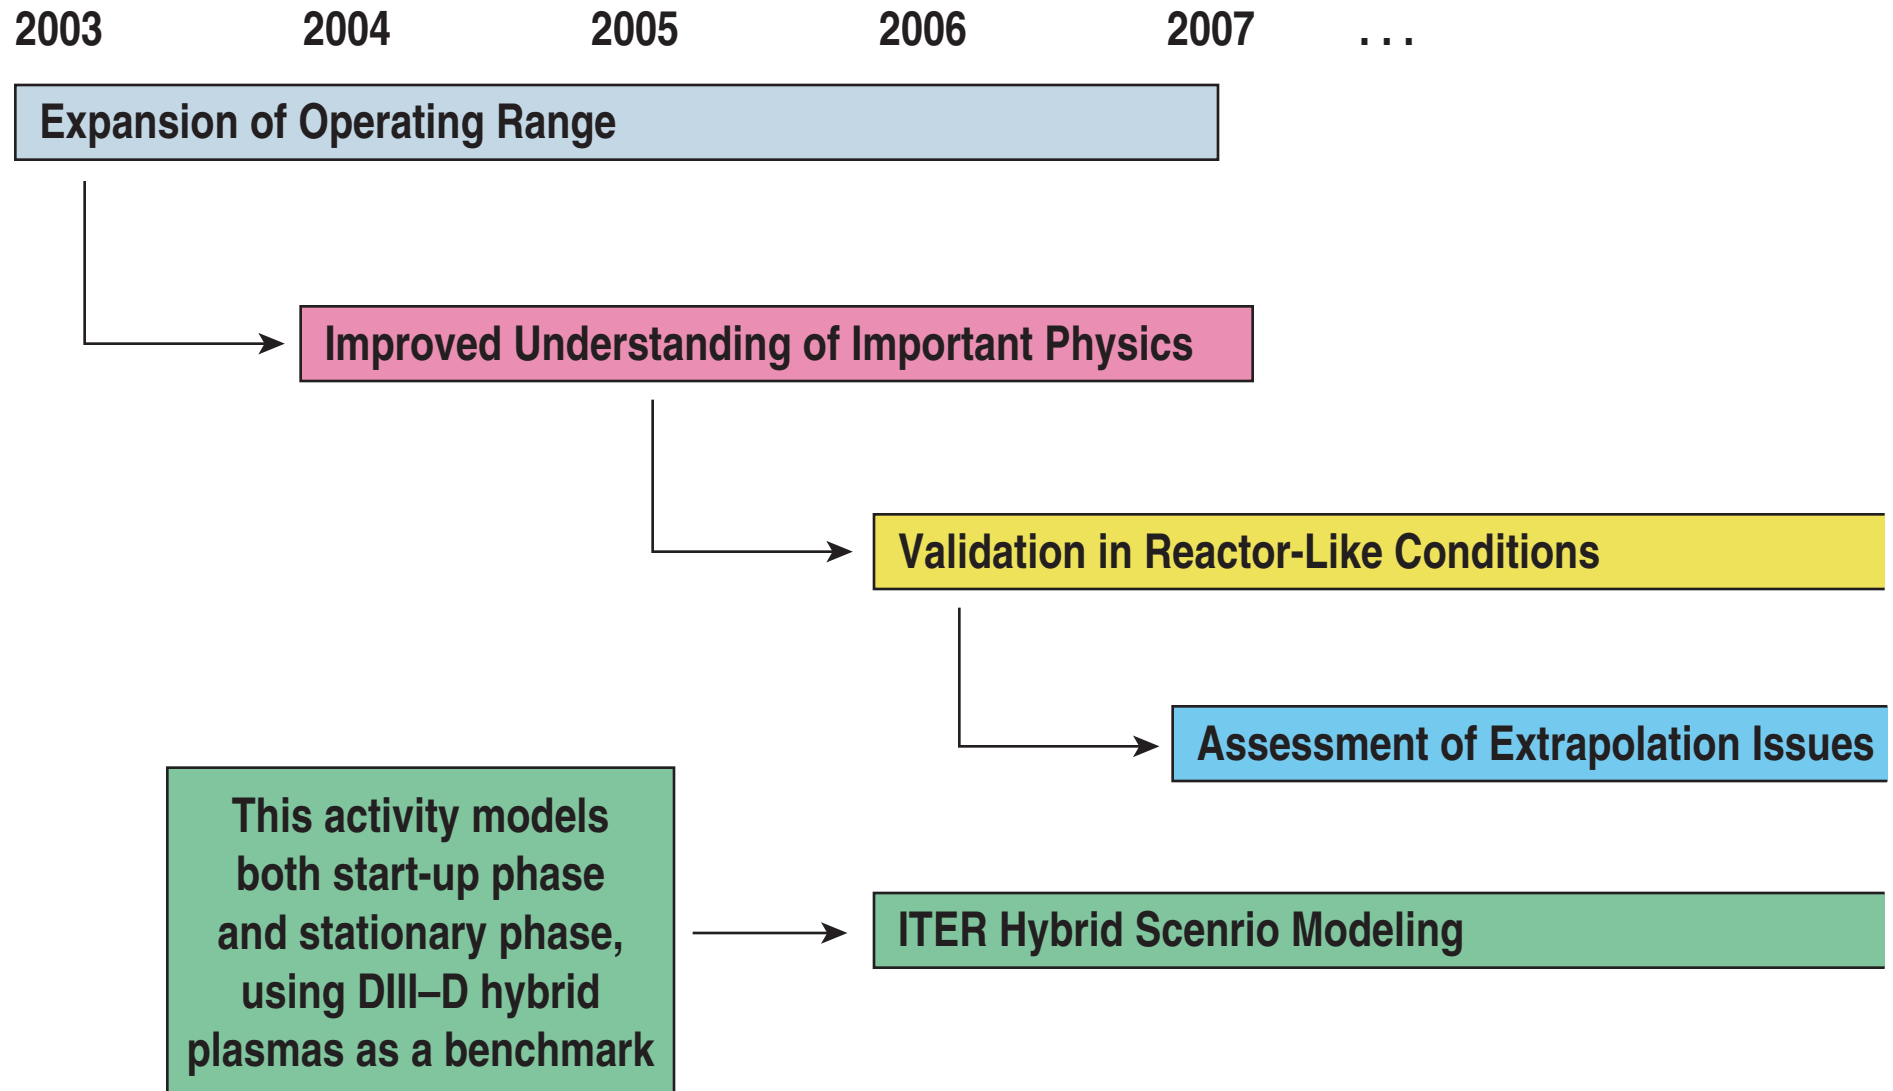 2003 2004 2005 2006 2007 ...
Expansion of Operating Range
Improved Understanding of Important Physics
Validation in Reactor-Like Conditions
Assessment of Extrapolation Issues
This activity models
both start-up phase
and stationary phase,
using DIII–D hybrid
plasmas as a benchmark
ITER Hybrid Scenrio Modeling